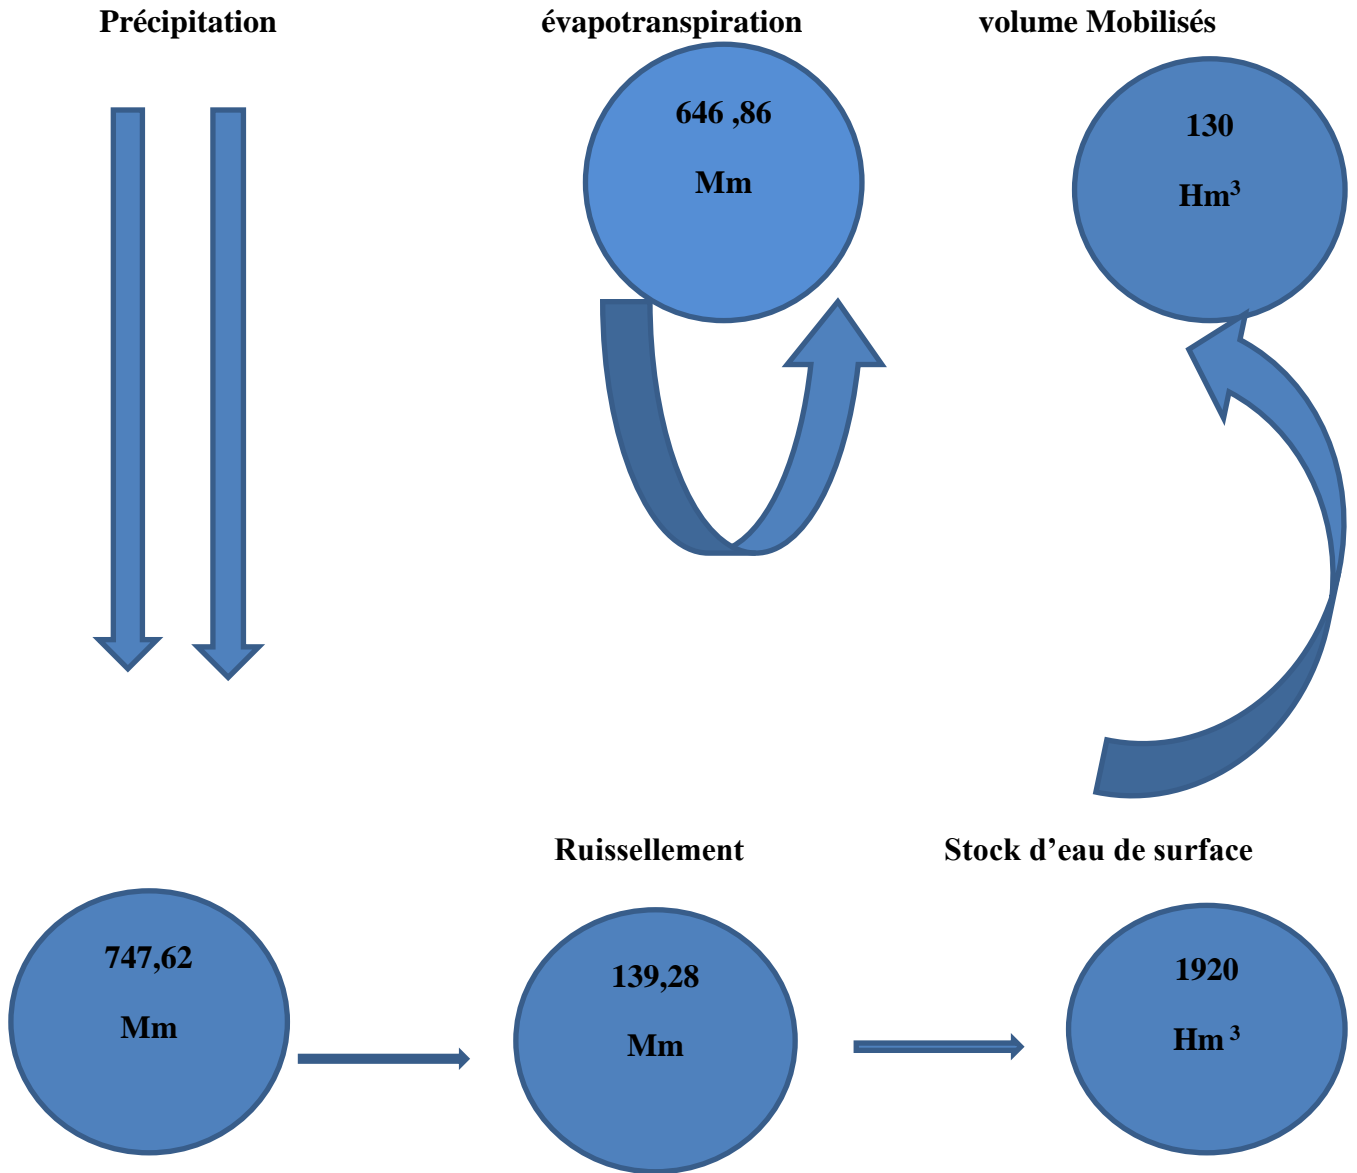 Précipitation
évapotranspiration
volume Mobilisés
646 ,86
Mm
130
Hm³
Ruissellement
Stock d’eau de surface
747,62
Mm
139,28
Mm
1920
Hm ³